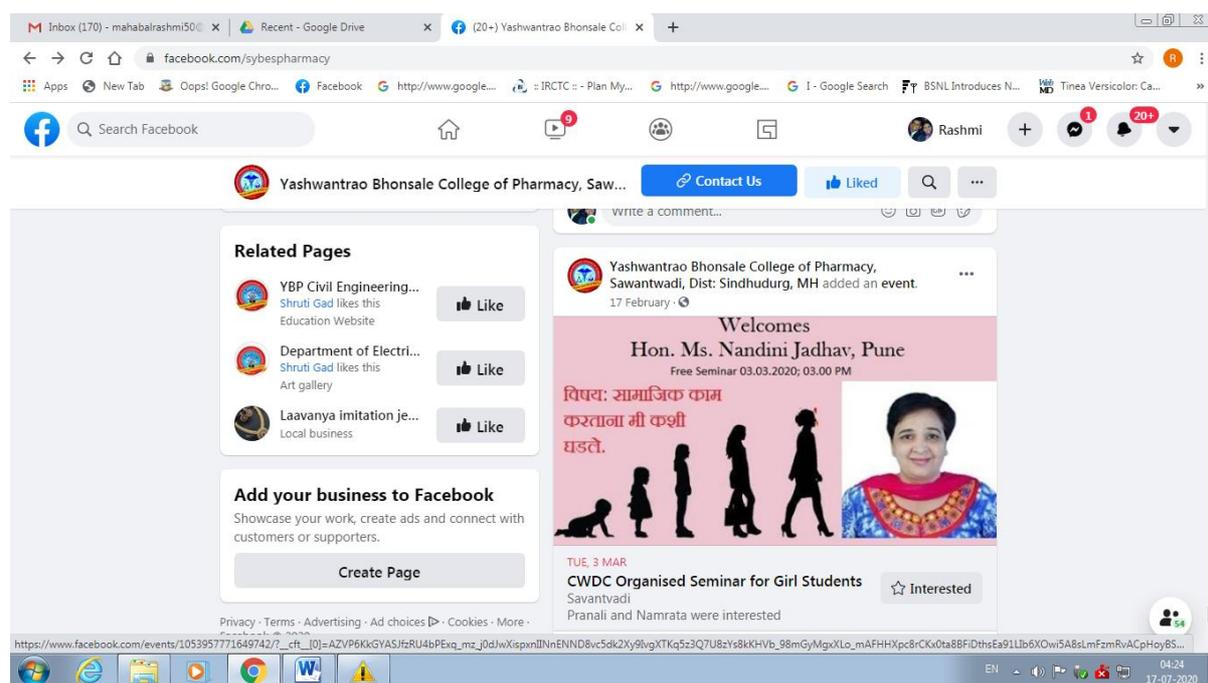 Inbox (170) - mahabalrashmi50@
Recent - Google Drive
(20+) Yashwantrao Bhonsale Coll
facebook.com/sybespharmacy
R
Apps
New Tab
Oops! Google Chro...
Facebook
http://www.google....
:: IRCTC :: - Plan My...
http://www.google....
I - Google Search
BSNL Introduces N...
Web MD
Tinea Versicolor: Ca...
Search Facebook
9
Rashmi
1
20+
Yashwantrao Bhonsale College of Pharmacy, Saw...
Contact Us
Liked
Write a comment...
Related Pages
YBP Civil Engineering...
Shruti Gad likes this
Education Website
Like
Department of Electri...
Shruti Gad likes this
Art gallery
Like
Laavanya imitation je...
Local business
Like
Add your business to Facebook
Showcase your work, create ads and connect with
customers or supporters.
Create Page
Privacy · Terms · Advertising · Ad choices · Cookies · More ·
Yashwantrao Bhonsale College of Pharmacy,
Sawantwadi, Dist: Sindhudurg, MH added an event.
17 February ·
Welcomes
Hon. Ms. Nandini Jadhav, Pune
Free Seminar 03.03.2020; 03.00 PM
विषय: सामाजिक काम
करताना मी कशी
घडले.
TUE, 3 MAR
CWDC Organised Seminar for Girl Students
Savantvadi
Pranali and Namrata were interested
Interested
54
EN
04:24
17-07-2020